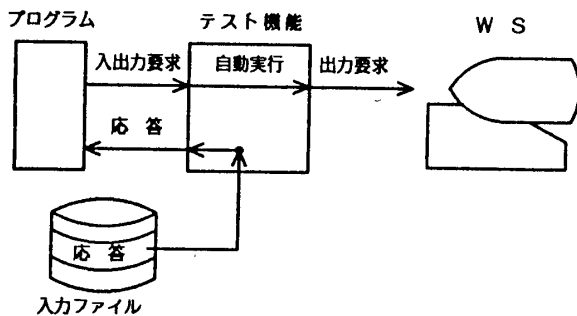 プログラム
テスト機能
W S
入出力要求
自動実行
出力要求
応 答
応 答
入力ファイル